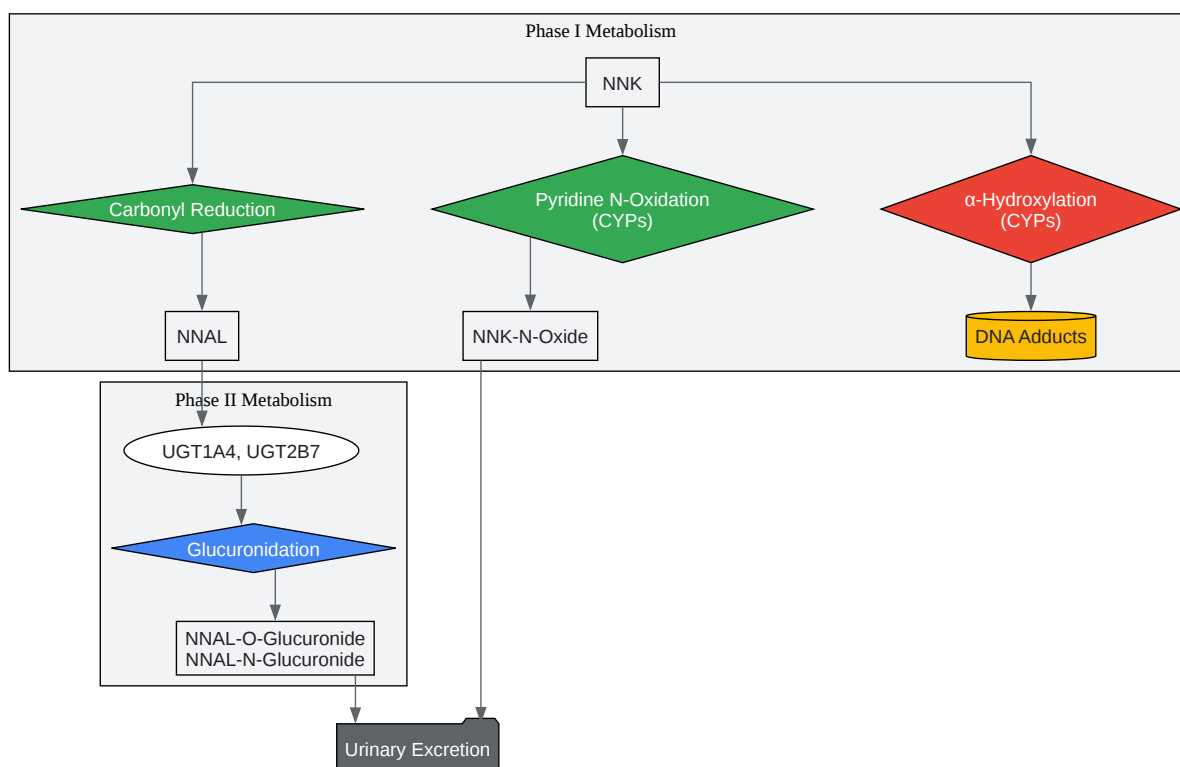 Phase I Metabolism
NNK
Carbonyl Reduction
Pyridine N-Oxidation
(CYPs)
α-Hydroxylation
(CYPs)
NNAL
NNK-N-Oxide
DNA Adducts
Phase II Metabolism
UGT1A4, UGT2B7
Glucuronidation
NNAL-O-Glucuronide
NNAL-N-Glucuronide
Urinary Excretion